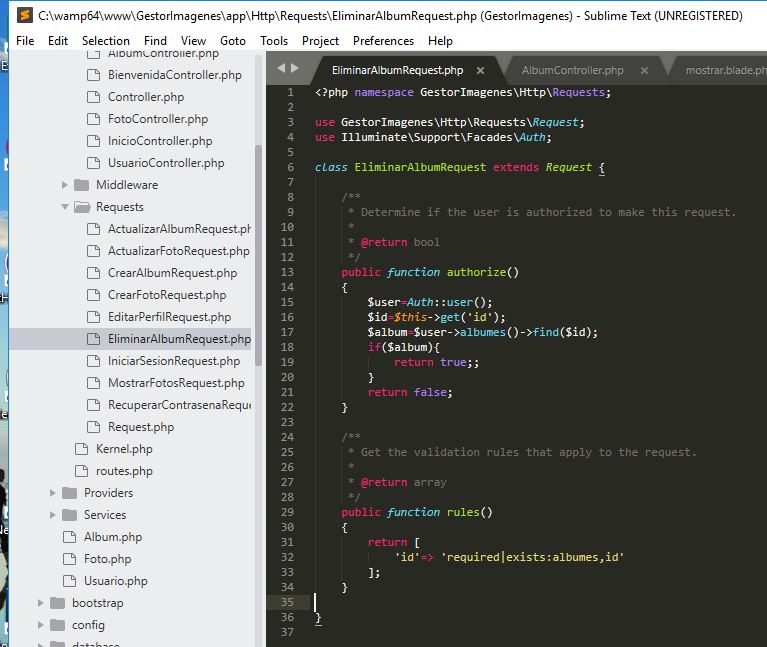 C:\wamp64\www\GestorImagenes\app\Http\Requests\EliminarAlbumRequest.php (GestorImagenes) - Sublime Text (UNREGISTERED)
File Edit Selection Find View Goto Tools Project Preferences Help
AlbumController.php
BienvenidaController.php
Controller.php
FotoController.php
InicioController.php
UsuarioController.php
Middleware
Requests
ActualizarAlbumRequest.ph
ActualizarFotoRequest.php
CrearAlbumRequest.php
CrearFotoRequest.php
EditarPerfilRequest.php
EliminarAlbumRequest.php
IniciarSesionRequest.php
MostrarFotosRequest.php
RecuperarContrasenaReque
Request.php
Kernel.php
routes.php
Providers
Services
Album.php
Foto.php
Usuario.php
bootstrap
config
database
EliminarAlbumRequest.php × AlbumController.php × mostrar.blade.ph
1 <?php namespace GestorImagenes\Http\Requests;
2
3 use GestorImagenes\Http\Requests\Request;
4 use Illuminate\Support\Facades\Auth;
5
6 class EliminarAlbumRequest extends Request {
7
8 /**
9 * Determine if the user is authorized to make this request.
10 *
11 * @return bool
12 */
13 public function authorize()
14 {
15 $user=Auth::user();
16 $id=$this->get('id');
17 $album=$user->albumes()->find($id);
18 if($album){
19 return true;;
20 }
21 return false;
22 }
23
24 /**
25 * Get the validation rules that apply to the request.
26 *
27 * @return array
28 */
29 public function rules()
30 {
31 return [
32 'id'=> 'required|exists:albumes,id'
33 ];
34 }
35
36 }
37